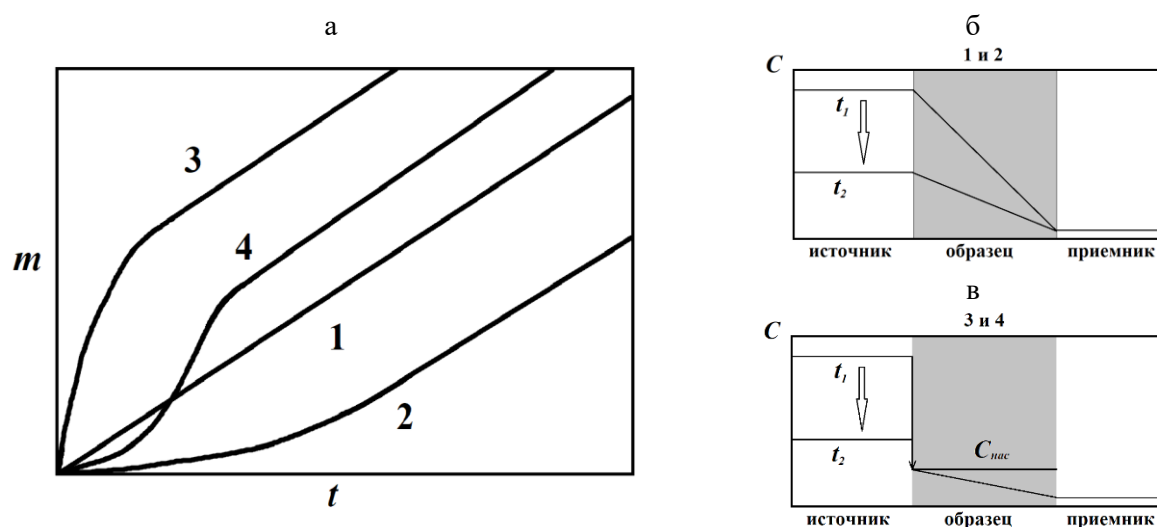 а
3
4
1
2
m
t
б
1 и 2
C
t1
t2
источник образец приемник
в
3 и 4
C
t1
t2
Cнас
источник образец приемник